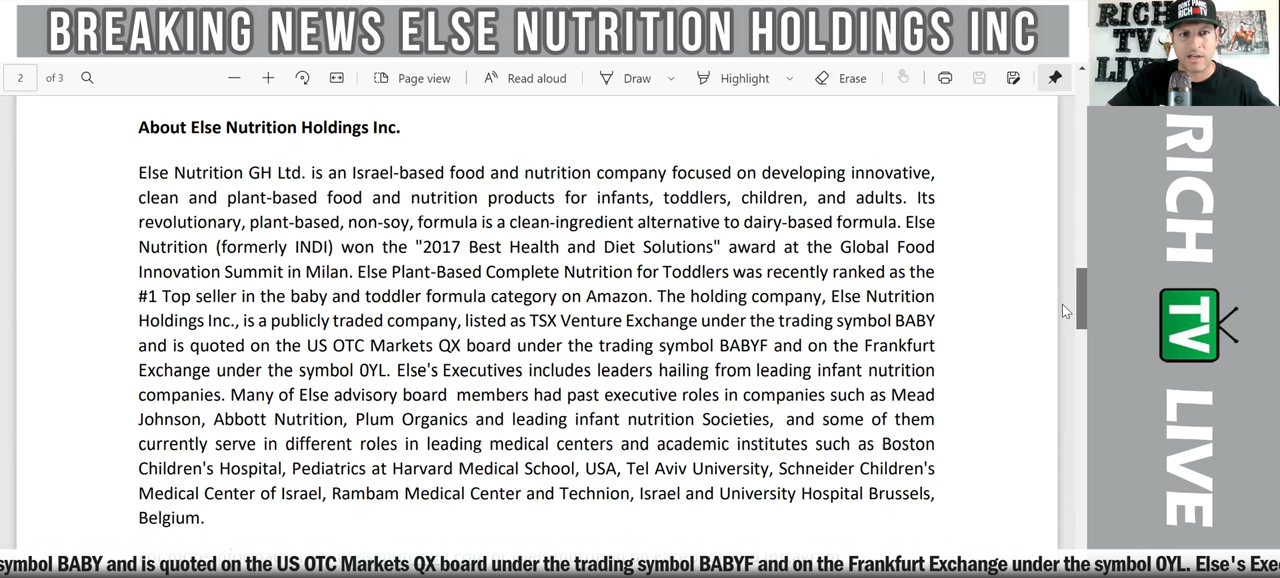 BREAKING NEWS ELSE NUTRITION HOLDINGS INC
RICH
TV
LIVE
DON'T PANIC
RICH TV
2 of 3
Page view
Read aloud
Draw
Highlight
Erase
About Else Nutrition Holdings Inc.
Else Nutrition GH Ltd. is an Israel-based food and nutrition company focused on developing innovative,
clean and plant-based food and nutrition products for infants, toddlers, children, and adults. Its
revolutionary, plant-based, non-soy, formula is a clean-ingredient alternative to dairy-based formula. Else
Nutrition (formerly INDI) won the "2017 Best Health and Diet Solutions" award at the Global Food
Innovation Summit in Milan. Else Plant-Based Complete Nutrition for Toddlers was recently ranked as the
#1 Top seller in the baby and toddler formula category on Amazon. The holding company, Else Nutrition
Holdings Inc., is a publicly traded company, listed as TSX Venture Exchange under the trading symbol BABY
and is quoted on the US OTC Markets QX board under the trading symbol BABYF and on the Frankfurt
Exchange under the symbol 0YL. Else's Executives includes leaders hailing from leading infant nutrition
companies. Many of Else advisory board members had past executive roles in companies such as Mead
Johnson, Abbott Nutrition, Plum Organics and leading infant nutrition Societies, and some of them
currently serve in different roles in leading medical centers and academic institutes such as Boston
Children's Hospital, Pediatrics at Harvard Medical School, USA, Tel Aviv University, Schneider Children's
Medical Center of Israel, Rambam Medical Center and Technion, Israel and University Hospital Brussels,
Belgium.
RICH TV LIVE
symbol BABY and is quoted on the US OTC Markets QX board under the trading symbol BABYF and on the Frankfurt Exchange under the symbol 0YL. Else's Exe